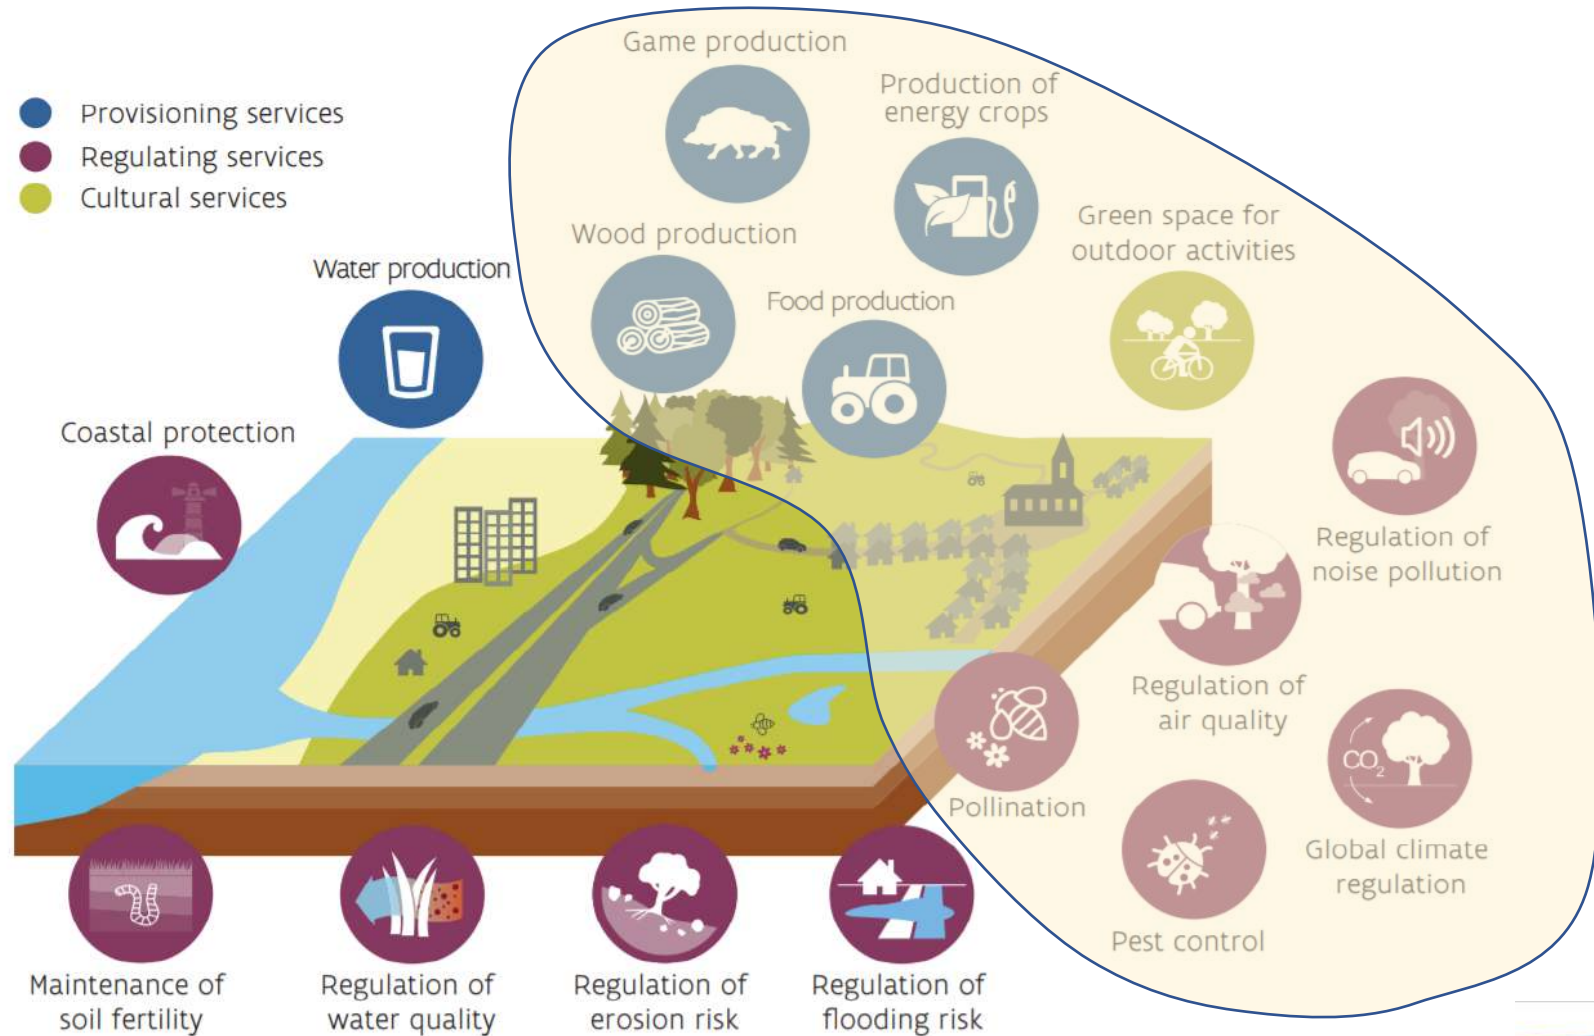 Game production
Production of
energy crops
Provisioning services
Regulating services
Cultural services
Green space for
outdoor activities
Wood production
Water production
Food production
Coastal protection
Regulation of
noise pollution
Regulation of
air quality
CO2
Pollination
Global climate
regulation
Pest control
Maintenance of
soil fertility
Regulation of
water quality
Regulation of
erosion risk
Regulation of
flooding risk